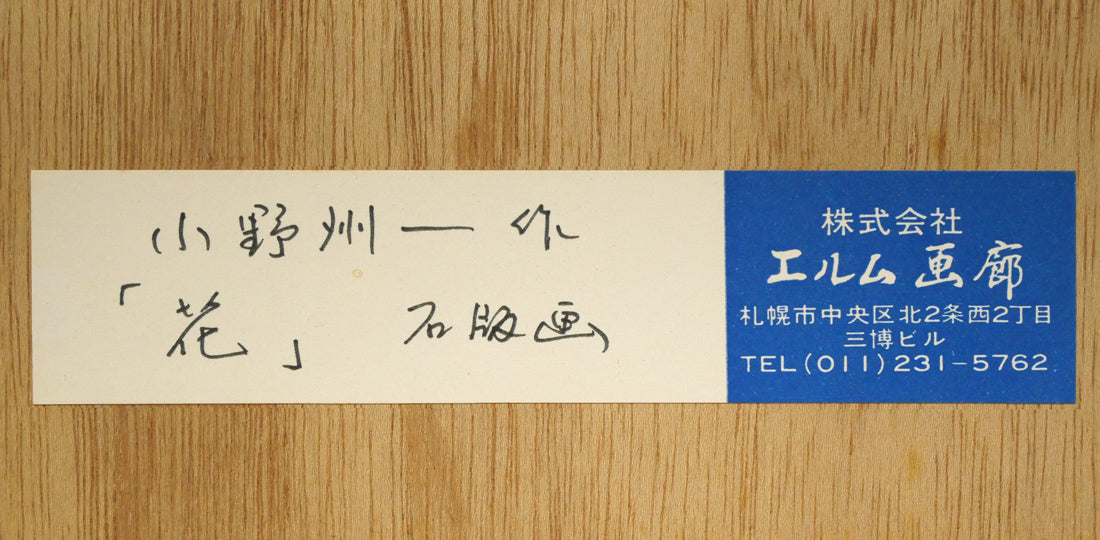 小野州一 作
「花」 石版画
株式会社
エルム画廊
札幌市中央区北2条西2丁目
三博ビル
TEL(011)231-5762